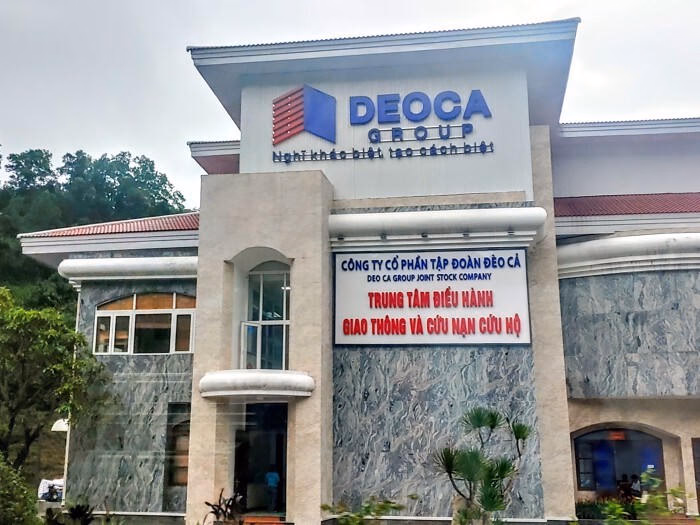 DEOCA
GROUP
Nghĩ khác biệt tạo cách biệt
CÔNG TY CỔ PHẦN TẬP ĐOÀN ĐÈO CẢ
DEO CA GROUP JOINT STOCK COMPANY
TRUNG TÂM ĐIỀU HÀNH
GIAO THÔNG VÀ CỨU NẠN CỨU HỘ